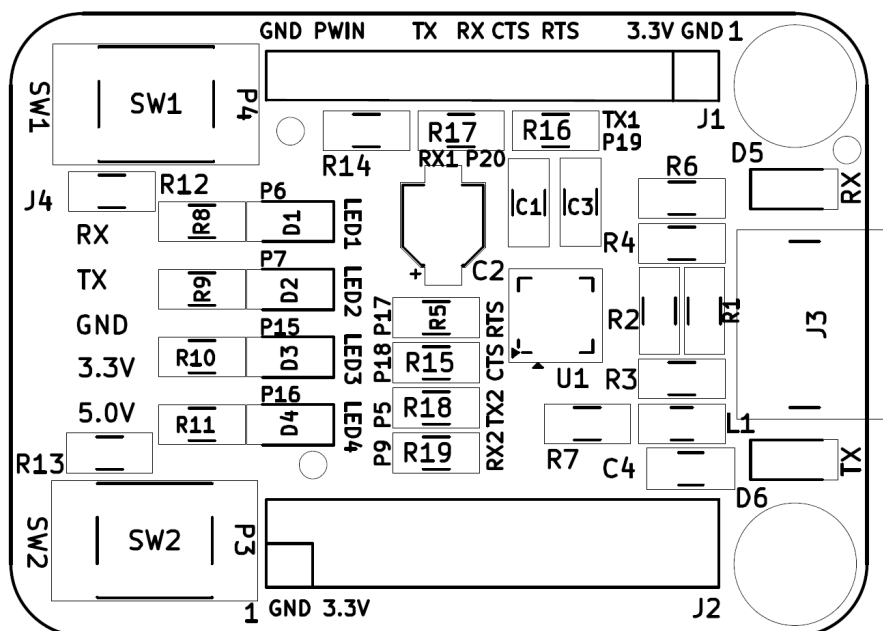 GND PWIN TX RX CTS RTS 3.3V GND 1
SW1
SW1
P4
J1
R14
R17
R16
TX1
P19
RX1 P20
D5
RX
J4
R12
R6
P6
R8
D1
LED1
C1
C3
RX
R4
C2
+
P7
R9
D2
LED2
TX
P17
R5
RTS
R2
R1
J3
GND
P15
R10
D3
LED3
3.3V
P18
R15
CTS
U1
R3
P16
R11
D4
LED4
5.0V
P5
R18
TX2
L1
R13
P9
R19
RX2
R7
C4
TX
D6
SW2
SW2
P3
1 GND 3.3V
J2